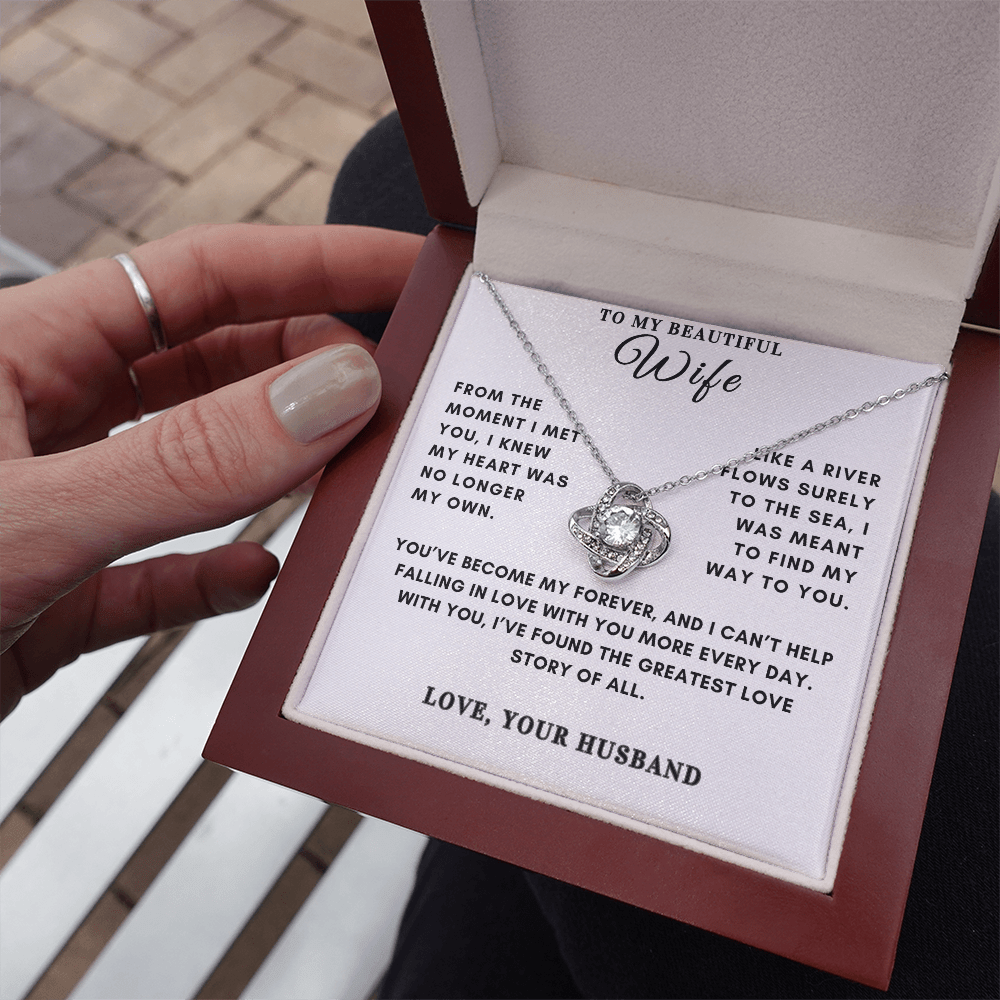 TO MY BEAUTIFUL
Wife
FROM THE
MOMENT I MET
YOU, I KNEW
MY HEART WAS
NO LONGER
MY OWN.
LIKE A RIVER
FLOWS SURELY
TO THE SEA, I
WAS MEANT
TO FIND MY
WAY TO YOU.
YOU’VE BECOME MY FOREVER, AND I CAN’T HELP
FALLING IN LOVE WITH YOU MORE EVERY DAY.
WITH YOU, I’VE FOUND THE GREATEST LOVE
STORY OF ALL.
LOVE, YOUR HUSBAND